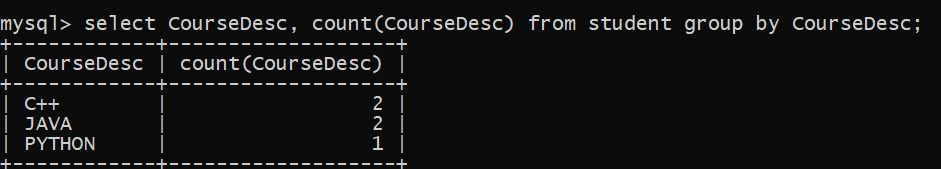 mysql> select CourseDesc, count(CourseDesc) from student group by CourseDesc;
+------------+-------------------+
| CourseDesc | count(CourseDesc) |
+------------+-------------------+
| C++        |                 2 |
| JAVA       |                 2 |
| PYTHON     |                 1 |
+------------+-------------------+